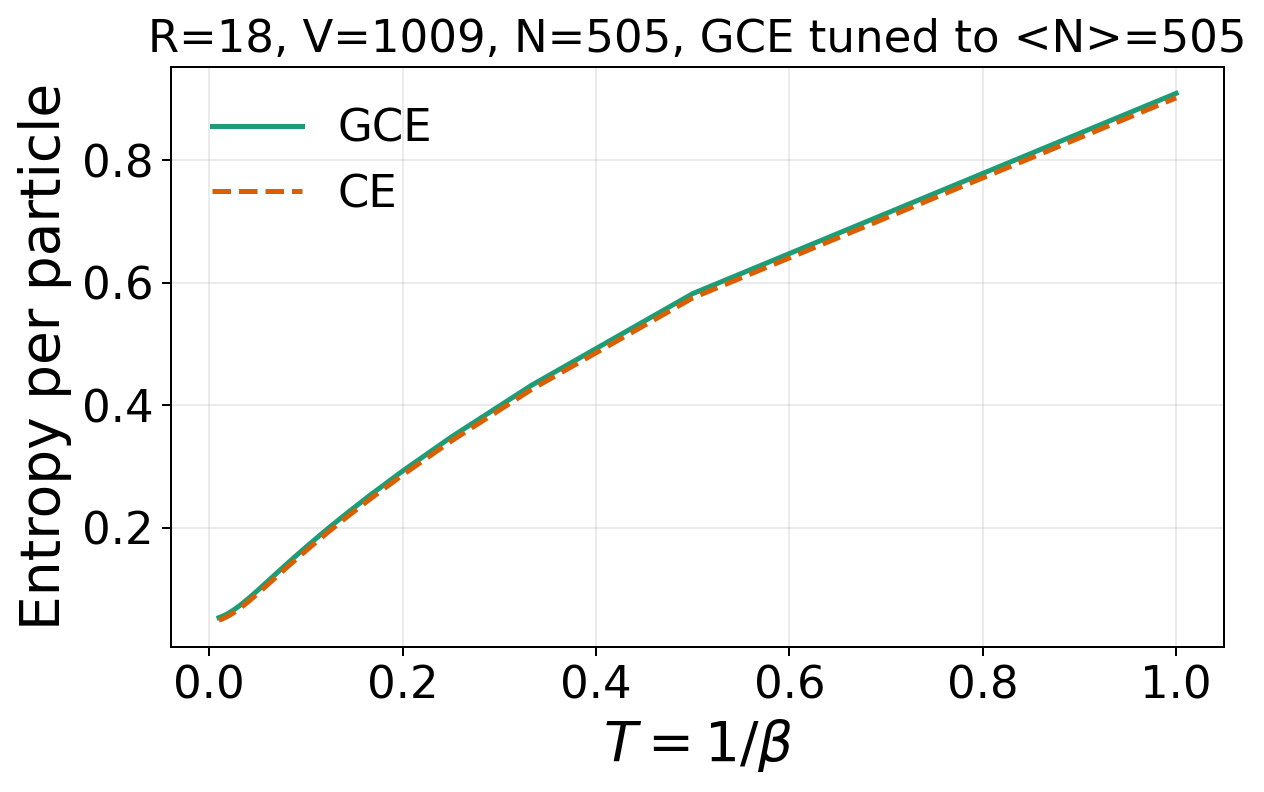 R=18, V=1009, N=505, GCE tuned to <N>=505
GCE
CE
Entropy per particle
0.8
0.6
0.4
0.2
0.0 0.2 0.4 0.6 0.8 1.0
T = 1/β